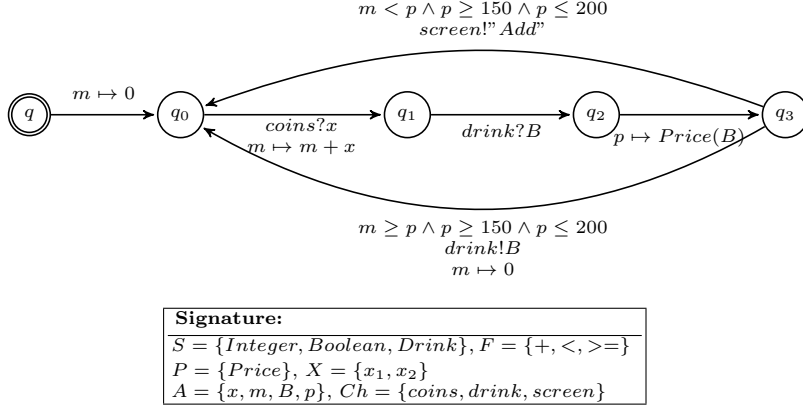 m < p ∧ p ≥ 150 ∧ p ≤ 200
screen!”Add”
m ↦ 0
q q₀ q₁ q₂ q₃
coins?x drink?B p ↦ Price(B)
m ↦ m + x
m ≥ p ∧ p ≥ 150 ∧ p ≤ 200
drink!B
m ↦ 0
Signature:
S = {Integer, Boolean, Drink}, F = {+, <, >=}
P = {Price}, X = {x₁, x₂}
A = {x, m, B, p}, Ch = {coins, drink, screen}